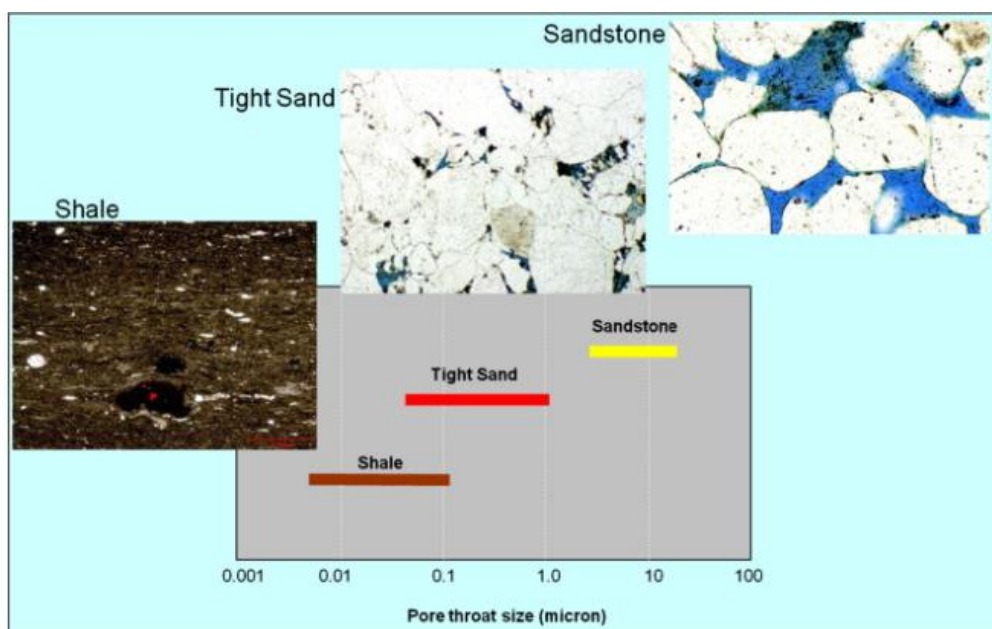 Sandstone
Tight Sand
Shale
Sandstone
Tight Sand
Shale
0.001 0.01 0.1 1.0 10 100
Pore throat size (micron)